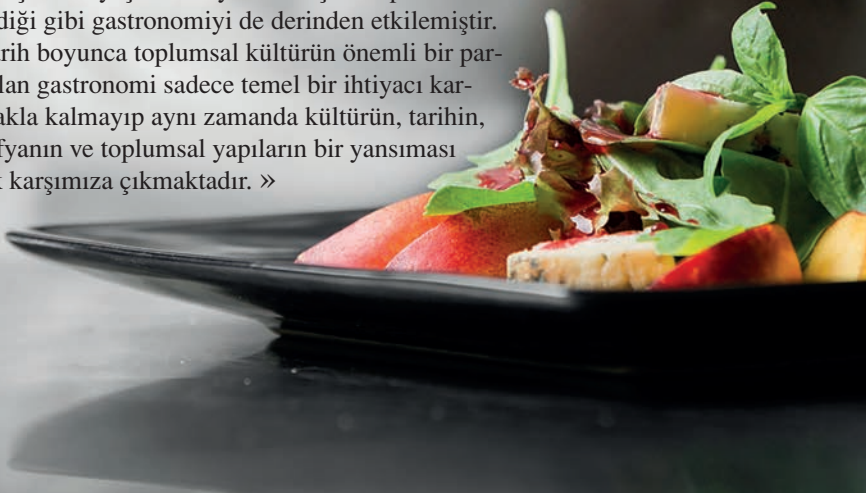 diği gibi gastronomiyi de derinden etkilemiştir.
rih boyunca toplumsal kültürün önemli bir par-
lan gastronomi sadece temel bir ihtiyacı kar-
akla kalmayıp aynı zamanda kültürün, tarihin,
fyanın ve toplumsal yapıların bir yansıması
karşımıza çıkmaktadır. »